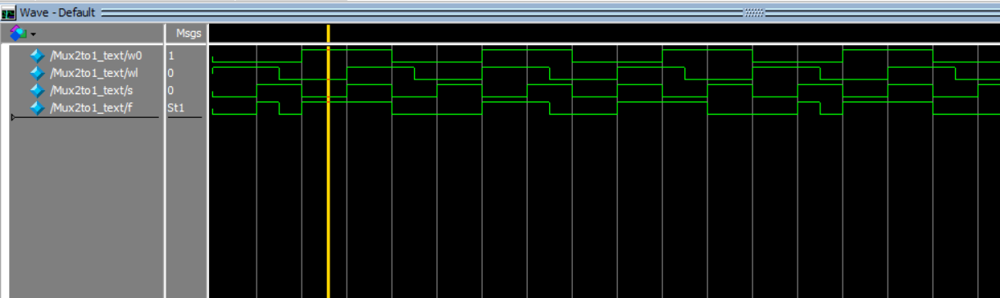 Wave - Default
Msgs
/Mux2to1_text/w0 1
/Mux2to1_text/wl 0
/Mux2to1_text/s 0
/Mux2to1_text/f St1